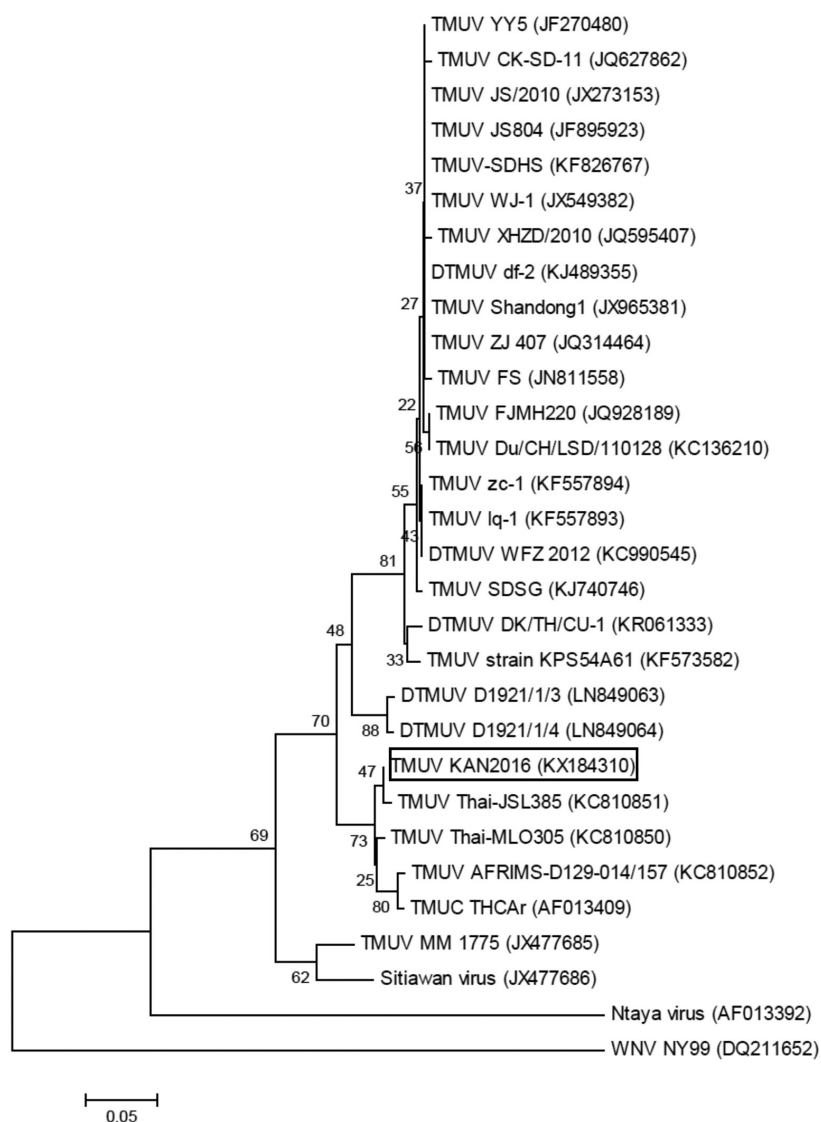 TMUV YY5 (JF270480)
TMUV CK-SD-11 (JQ627862)
TMUV JS/2010 (JX273153)
TMUV JS804 (JF895923)
TMUV-SDHS (KF826767)
37
TMUV WJ-1 (JX549382)
TMUV XHZD/2010 (JQ595407)
DTMUV df-2 (KJ489355)
27
TMUV Shandong1 (JX965381)
TMUV ZJ 407 (JQ314464)
TMUV FS (JN811558)
22
TMUV FJMH220 (JQ928189)
56
TMUV Du/CH/LSD/110128 (KC136210)
55
TMUV zc-1 (KF557894)
TMUV lq-1 (KF557893)
43
DTMUV WFZ 2012 (KC990545)
81
TMUV SDSG (KJ740746)
DTMUV DK/TH/CU-1 (KR061333)
48
33
TMUV strain KPS54A61 (KF573582)
DTMUV D1921/1/3 (LN849063)
70
88
DTMUV D1921/1/4 (LN849064)
47
TMUV KAN2016 (KX184310)
TMUV Thai-JSL385 (KC810851)
69
73
TMUV Thai-MLO305 (KC810850)
25
TMUV AFRIMS-D129-014/157 (KC810852)
80
TMUC THCAr (AF013409)
TMUV MM 1775 (JX477685)
62
Sitiawan virus (JX477686)
Ntaya virus (AF013392)
WNV NY99 (DQ211652)
0.05